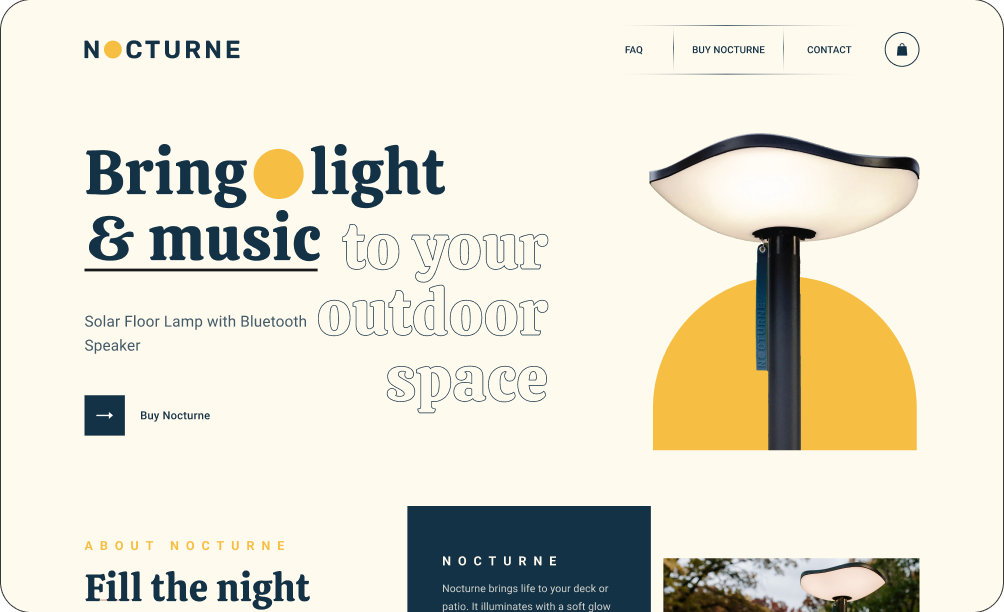 NOCTURNE
FAQ
BUY NOCTURNE
CONTACT
Bring light
& music
to your
outdoor
space
Solar Floor Lamp with Bluetooth
Speaker
NOCTURNE
Buy Nocturne
ABOUT NOCTURNE
Fill the night
NOCTURNE
Nocturne brings life to your deck or
patio. It illuminates with a soft glow